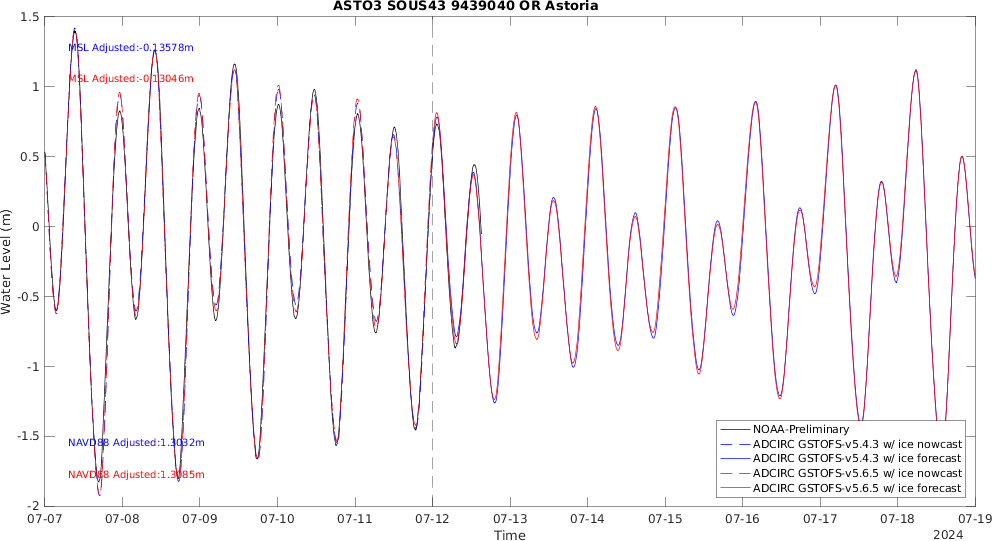 ASTO3 SOUS43 9439040 OR Astoria
1.5
1
0.5
0
-0.5
-1
-1.5
-2
Water Level (m)
MSL Adjusted:-0.13578m
MSL Adjusted:-0.13046m
NAVD88 Adjusted:1.3032m
NAVD88 Adjusted:1.3085m
NOAA-Preliminary
ADCIRC GSTOFS-v5.4.3 w/ ice nowcast
ADCIRC GSTOFS-v5.4.3 w/ ice forecast
ADCIRC GSTOFS-v5.6.5 w/ ice nowcast
ADCIRC GSTOFS-v5.6.5 w/ ice forecast
07-07 07-08 07-09 07-10 07-11 07-12 07-13 07-14 07-15 07-16 07-17 07-18 07-19
Time
2024